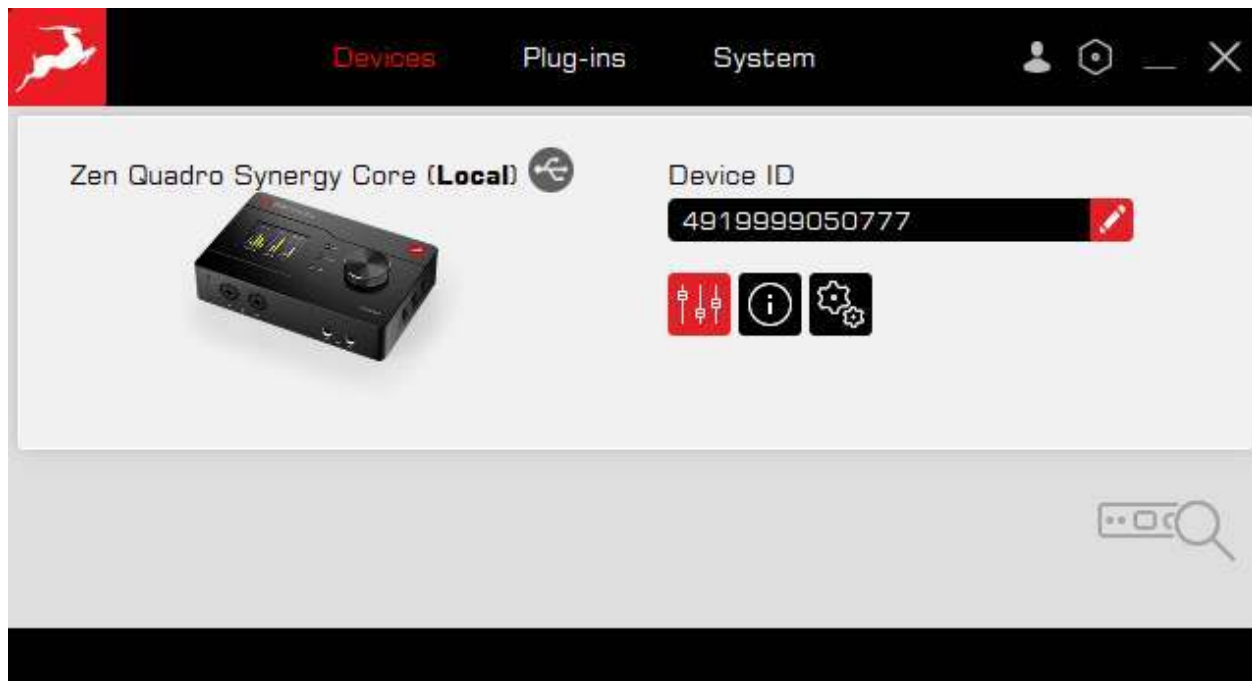 Devices Plug-ins System
Zen Quadro Synergy Core (Local)
Device ID
4919999050777